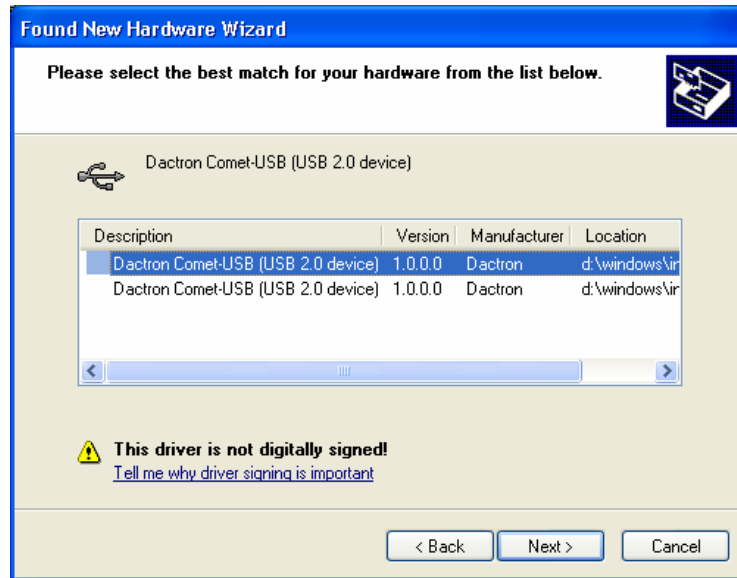 Found New Hardware Wizard
Please select the best match for your hardware from the list below.
Dactron Comet-USB (USB 2.0 device)
Description Version Manufacturer Location
Dactron Comet-USB (USB 2.0 device) 1.0.0.0 Dactron d:\windows\in
Dactron Comet-USB (USB 2.0 device) 1.0.0.0 Dactron d:\windows\in
This driver is not digitally signed!
Tell me why driver signing is important
< Back Next > Cancel